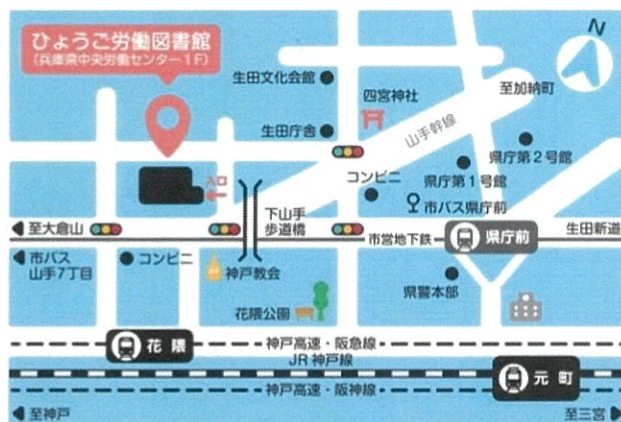 ひょうご労働図書館
(兵庫県中央労働センター1F)
N
生田文化会館
四宮神社
至加納町
生田庁舎
山手幹線
県庁第2号館
県庁第1号館
コンビニ
入口
市バス県庁前
至大倉山
下山手
歩道橋
市営地下鉄
県庁前
生田新道
市バス
山手7丁目
コンビニ
神戸教会
県警本部
花隈公園
花隈
神戸高速・阪急線
JR神戸線
元町
神戸高速・阪神線
至神戸
至三宮